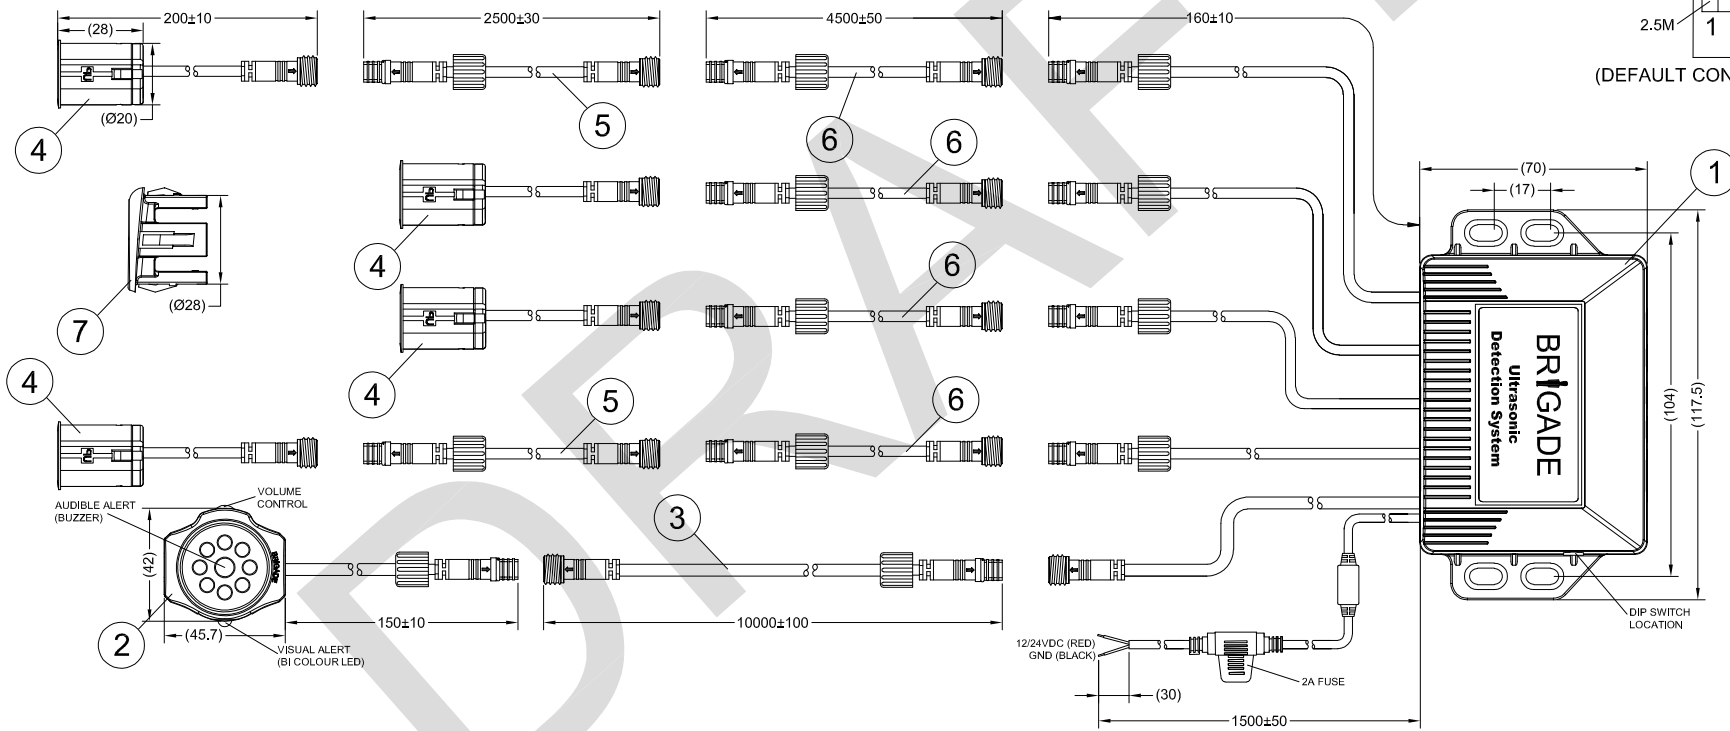 200±10
2500±30
4500±50
160±10
(28)
2.5M
1
(DEFAULT CON
(Ø20)
4
5
6
6
(70)
1
(17)
4
6
(Ø28)
7
4
4
5
6
BRIGADE
Ultrasonic
Detection System
(104)
(117.5)
AUDIBLE ALERT
(BUZZER)
VOLUME
CONTROL
3
(42)
BRIGADE
2
(45.7)
150±10
10000±100
VISUAL ALERT
(BI COLOUR LED)
12/24VDC (RED)
GND (BLACK)
DIP SWITCH
LOCATION
2A FUSE
(30)
1500±50
DRAFT